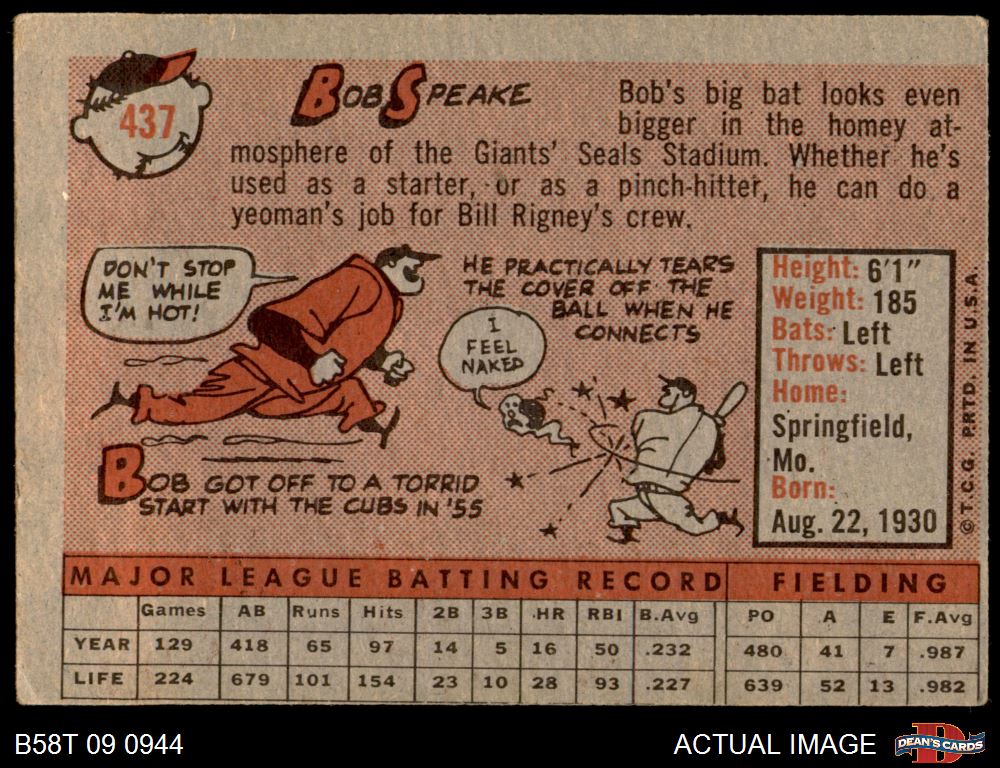 437
BOB SPEAKE
Bob's big bat looks even
bigger in the homey at-
mosphere of the Giants' Seals Stadium. Whether he's
used as a starter, or as a pinch-hitter, he can do a
yeoman's job for Bill Rigney's crew.
DON'T STOP
ME WHILE
I'M HOT!
BOB GOT OFF TO A TORRID
START WITH THE CUBS IN '55
HE PRACTICALLY TEARS
THE COVER OFF THE
BALL WHEN HE
CONNECTS
I
FEEL
NAKED
Height: 6'1"
Weight: 185
Bats: Left
Throws: Left
Home:
Springfield,
Mo.
Born:
Aug. 22, 1930
© T.C.G. PRTD. IN U.S.A.
MAJOR LEAGUE BATTING RECORD FIELDING
Games AB Runs Hits 2B 3B HR RBI B.Avg PO A E F.Avg
YEAR 129 418 65 97 14 5 16 50 .232 480 41 7 .987
LIFE 224 679 101 154 23 10 28 93 .227 639 52 13 .982
B58T 09 0944
ACTUAL IMAGE
D
DEAN'S CARDS